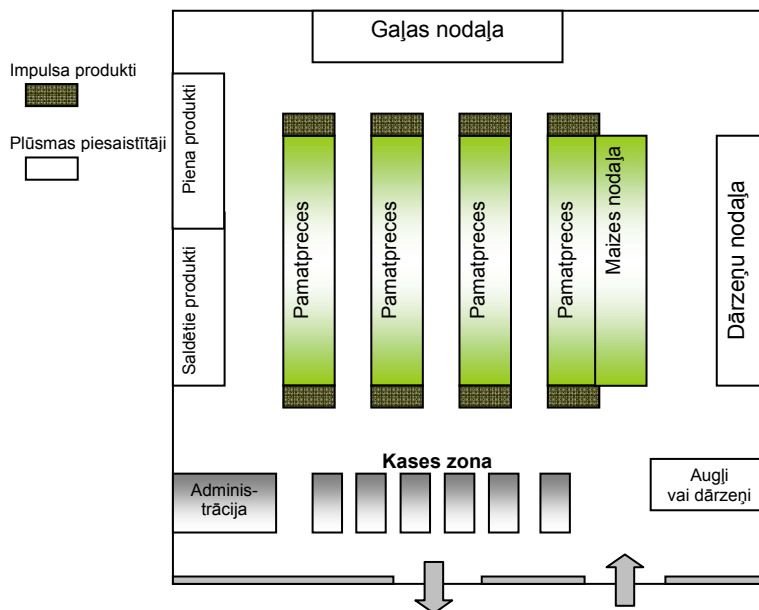 Gaļas nodaļa
Impulsa produkti
Plūsmas piesaistītāji
Piena produkti
Saldētie produkti
Pamatpreces
Pamatpreces
Pamatpreces
Pamatpreces
Maizes nodaļa
Dārzeņu nodaļa
Kases zona
Adminis-
trācija
Augļi
vai dārzeņi